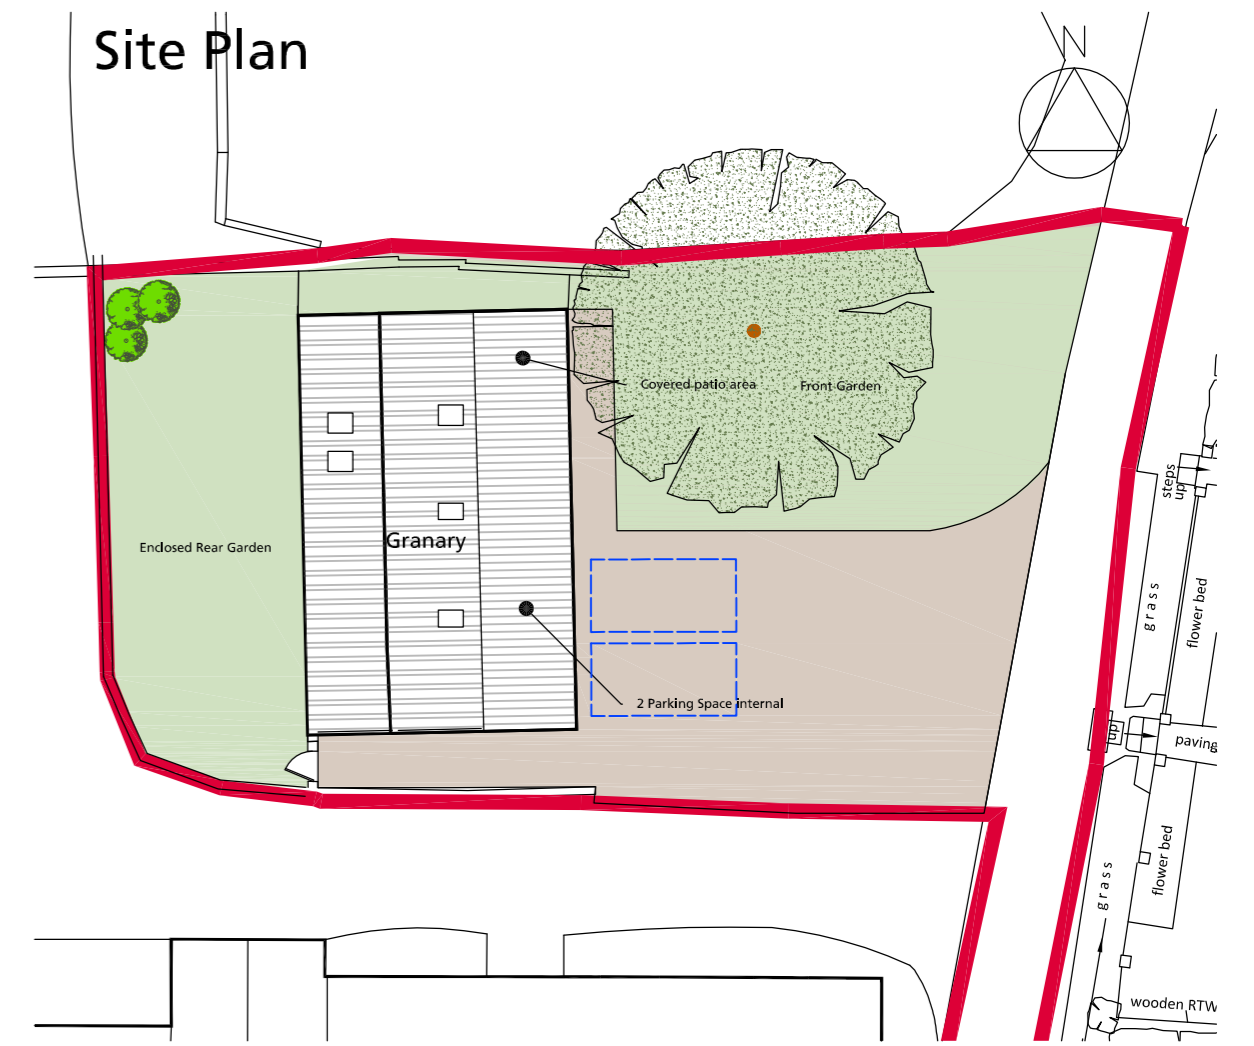 Site Plan
N
Covered patio area
Front Garden
steps
up
Enclosed Rear Garden
Granary
grass
flower bed
2 Parking Space internal
up
paving
flower bed
grass
wooden RTW